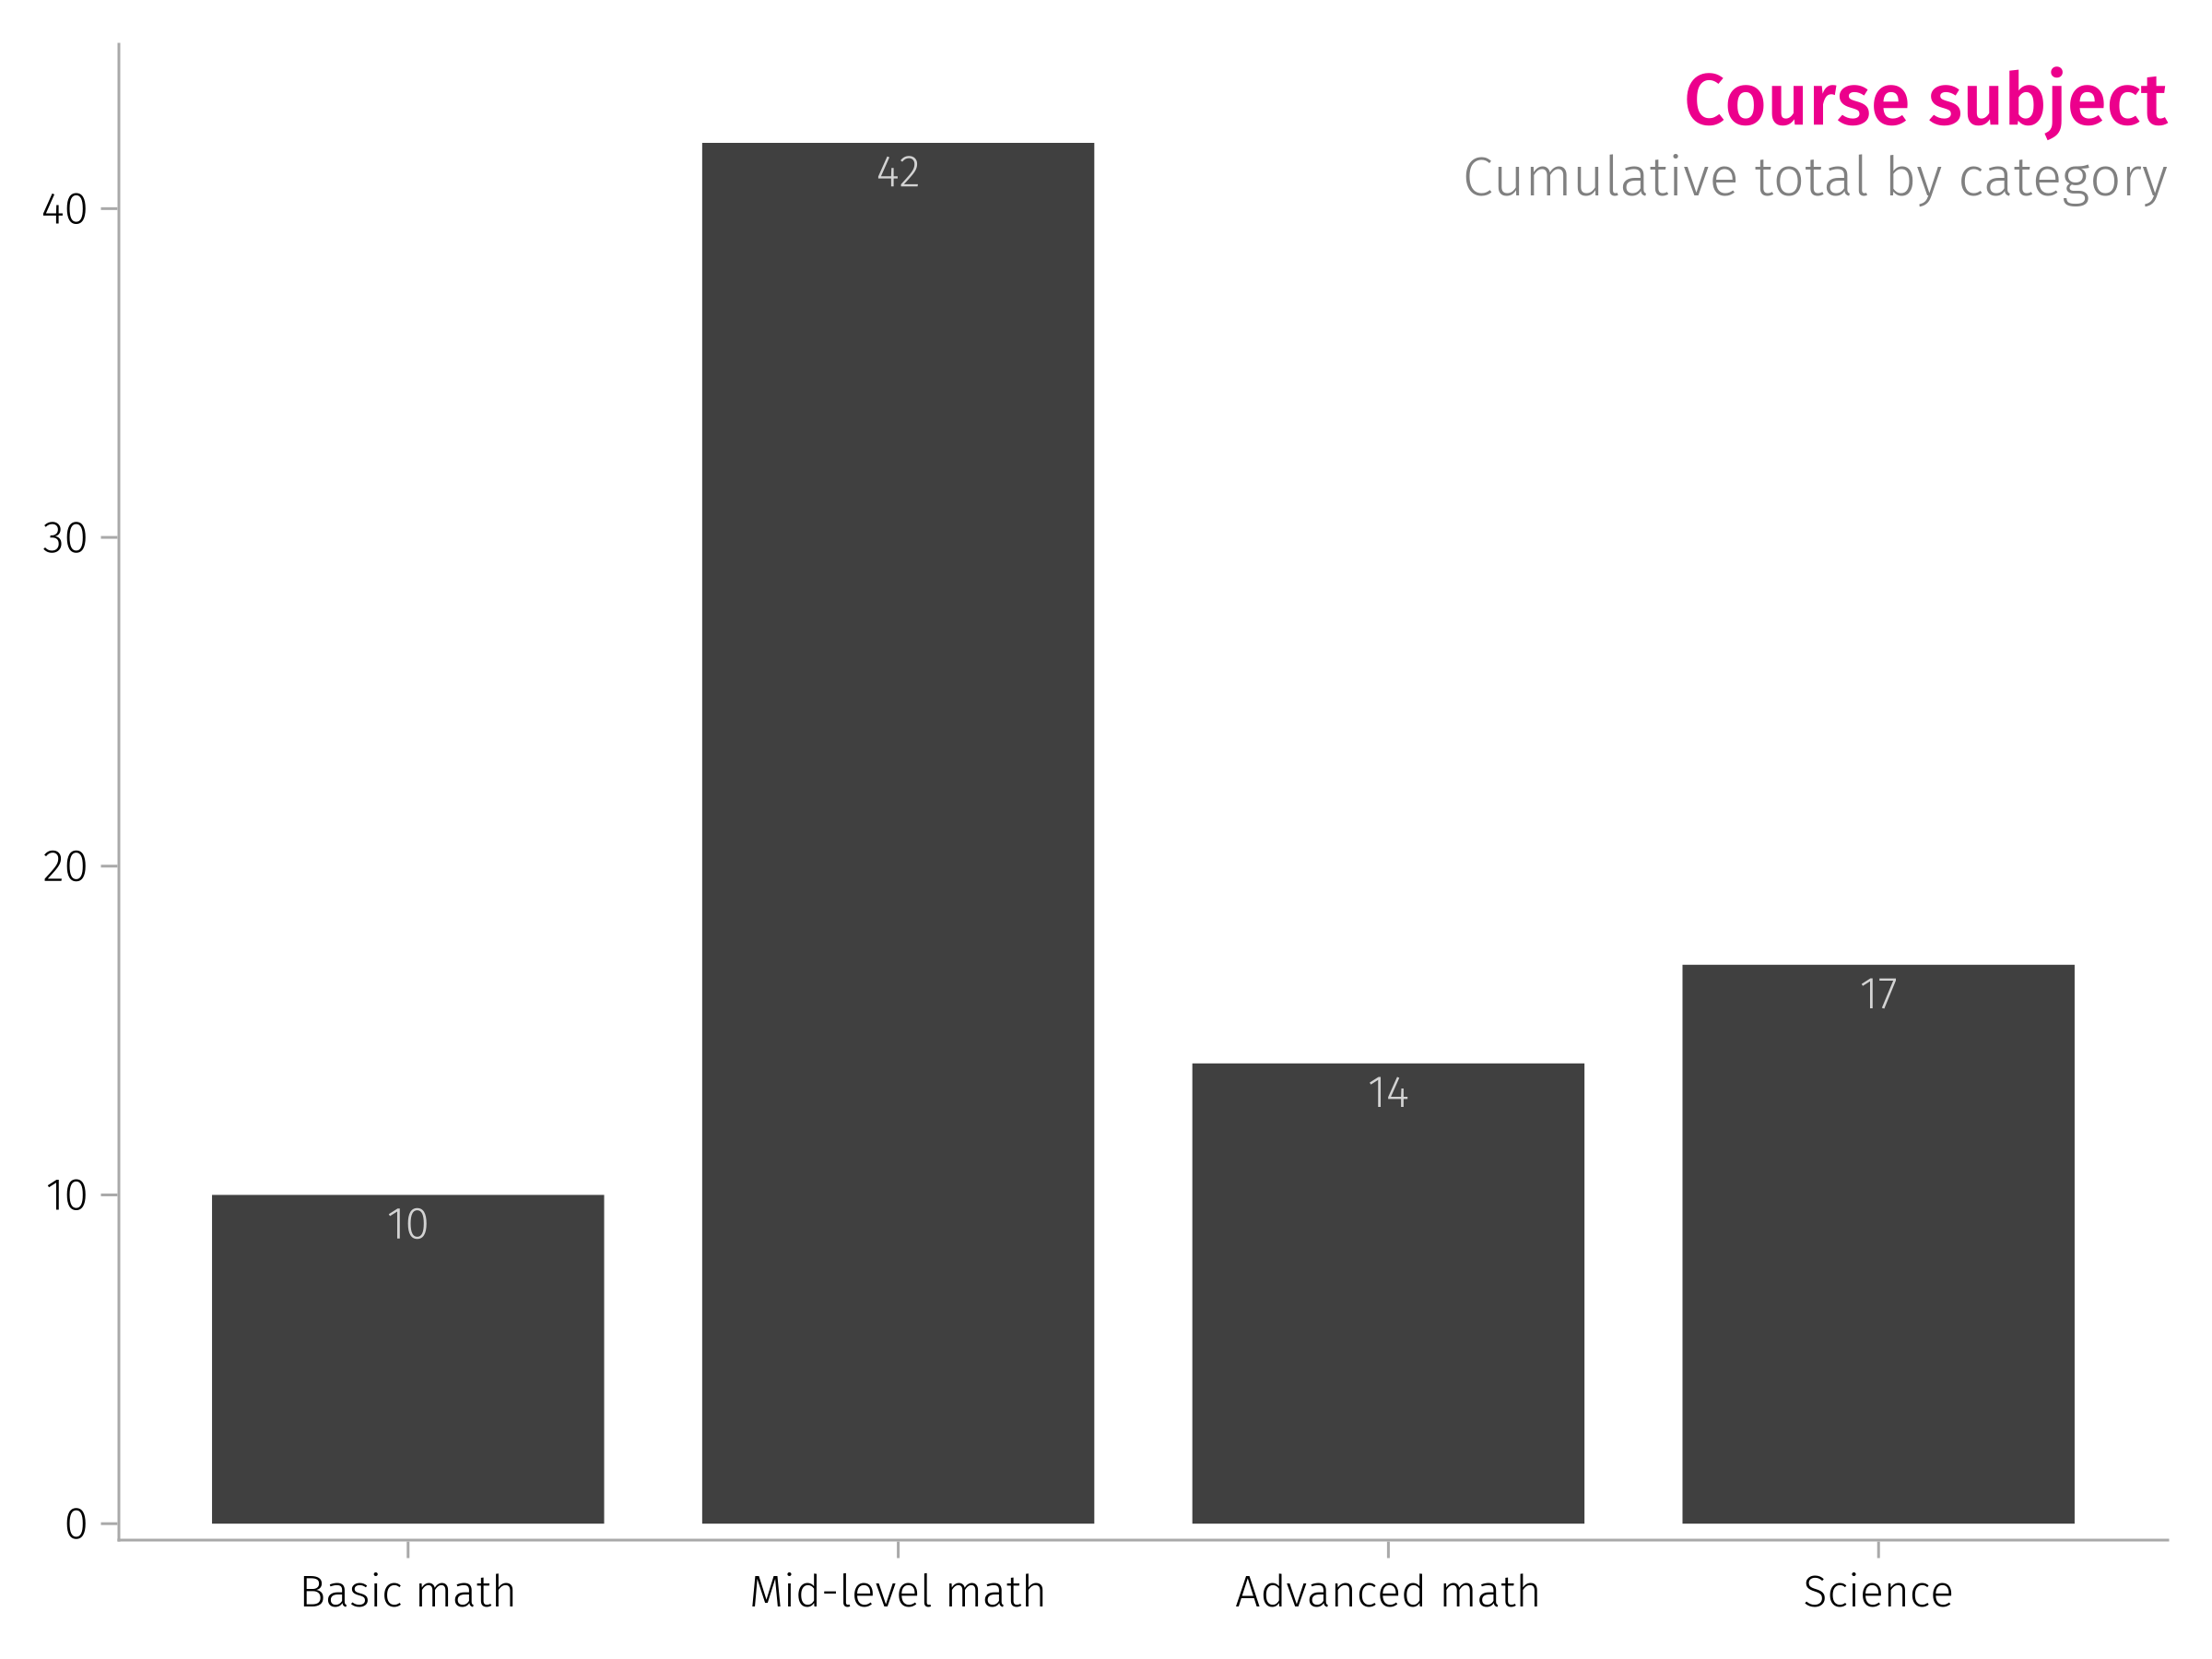 Course subject
Cumulative total by category
40
30
20
10
0
42
17
14
10
Basic math
Mid-level math
Advanced math
Science